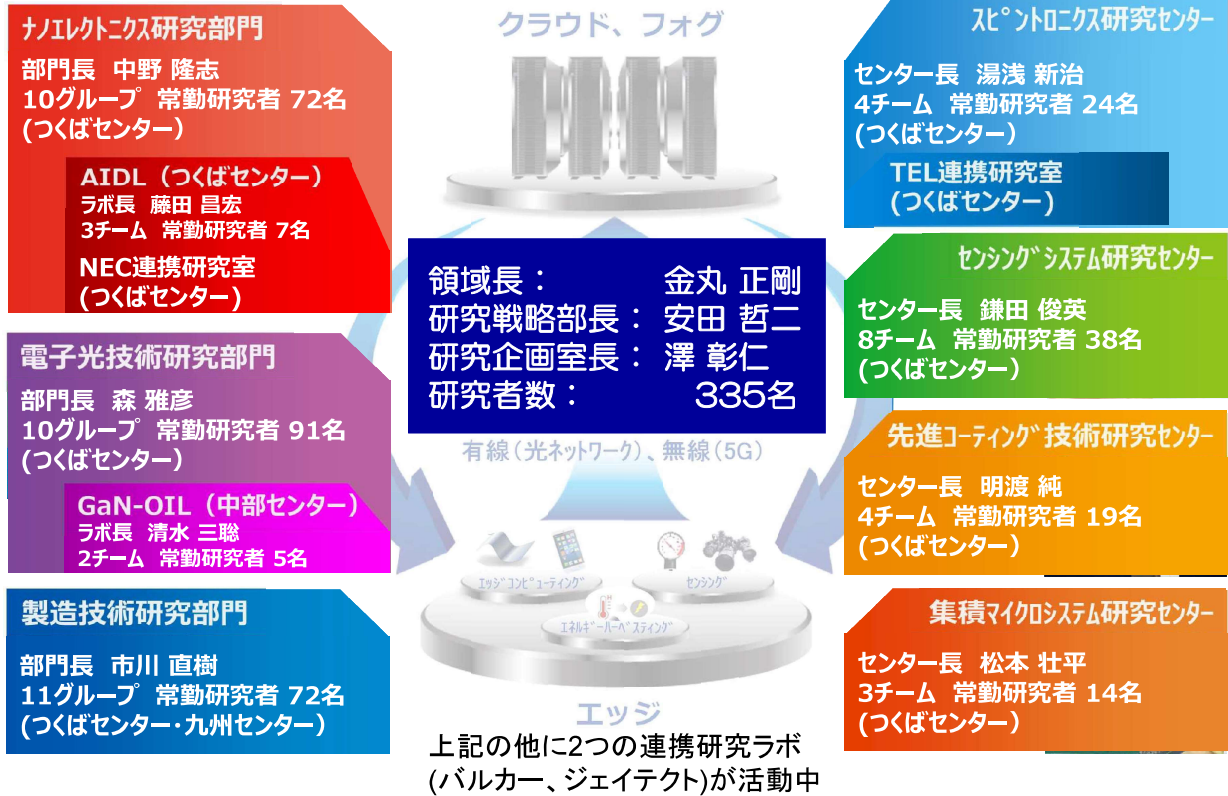 ﾅﾉｴﾚｸﾄﾆｸｽ研究部門
部門長 中野 隆志
10グループ 常勤研究者 72名
(つくばセンター）
AIDL（つくばセンター）
ラボ長 藤田 昌宏
3チーム 常勤研究者 7名
NEC連携研究室
(つくばセンター)
電子光技術研究部門
部門長 森 雅彦
10グループ 常勤研究者 91名
(つくばセンター）
GaN-OIL（中部センター）
ラボ長 清水 三聡
2チーム 常勤研究者 5名
製造技術研究部門
部門長 市川 直樹
11グループ 常勤研究者 72名
(つくばセンター・九州センター）
クラウド、フォグ
領域長： 金丸 正剛
研究戦略部長： 安田 哲二
研究企画室長： 澤 彰仁
研究者数： 335名
有線(光ネットワーク)、無線(5G)
ｴｯｼﾞｺﾝﾋﾟｭｰﾃｨﾝｸﾞ
ｾﾝｼﾝｸﾞ
ｴﾈﾙｷﾞｰﾊｰﾍﾞｽﾃｨﾝｸﾞ
エッジ
上記の他に2つの連携研究ラボ
(バルカー、ジェイテクト)が活動中
ｽﾋﾟﾝﾄﾛﾆｸｽ研究ｾﾝﾀｰ
センター長 湯浅 新治
4チーム 常勤研究者 24名
(つくばセンター）
TEL連携研究室
(つくばセンター)
ｾﾝｼﾝｸﾞｼｽﾃﾑ研究ｾﾝﾀｰ
センター長 鎌田 俊英
8チーム 常勤研究者 38名
(つくばセンター）
先進ｺｰﾃｨﾝｸﾞ技術研究ｾﾝﾀｰ
センター長 明渡 純
4チーム 常勤研究者 19名
(つくばセンター）
集積ﾏｲｸﾛｼｽﾃﾑ研究ｾﾝﾀｰ
センター長 松本 壮平
3チーム 常勤研究者 14名
(つくばセンター）